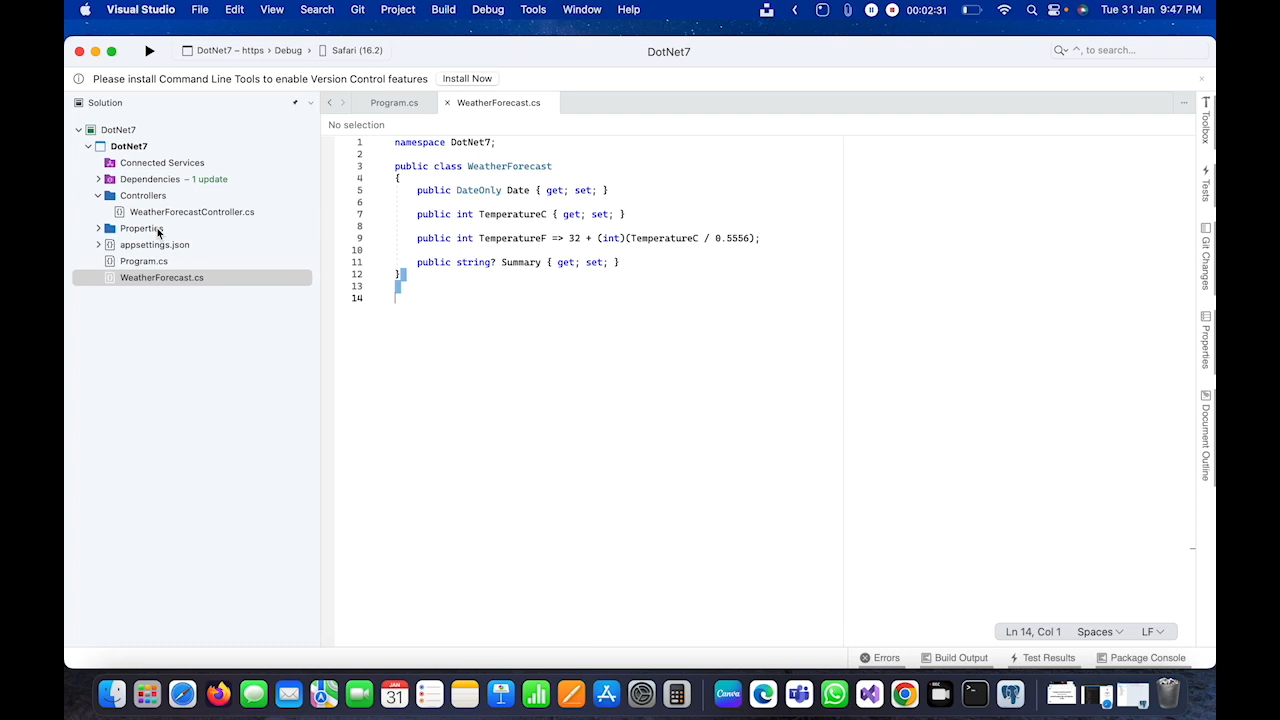 Visual Studio File Edit View Search Git Project Build Debug Tools Window Help 00:02:31 Tue 31 Jan 9:47 PM
DotNet7 – https › Debug › Safari (16.2) DotNet7 ^, to search...
Please install Command Line Tools to enable Version Control features Install Now
Solution
DotNet7
DotNet7
Connected Services
Dependencies – 1 update
Controllers
WeatherForecastController.cs
Properties
appsettings.json
Program.cs
WeatherForecast.cs
Program.cs WeatherForecast.cs
No selection
1 namespace DotNet7;
2
3 public class WeatherForecast
4 {
5 public DateOnly Date { get; set; }
6
7 public int TemperatureC { get; set; }
8
9 public int TemperatureF => 32 + (int)(TemperatureC / 0.5556);
10
11 public string? Summary { get; set; }
12 }
13
14
Toolbox
Tests
Git Changes
Properties
Document Outline
Ln 14, Col 1 Spaces LF
Errors Build Output Test Results Package Console
JAN
31
Canva